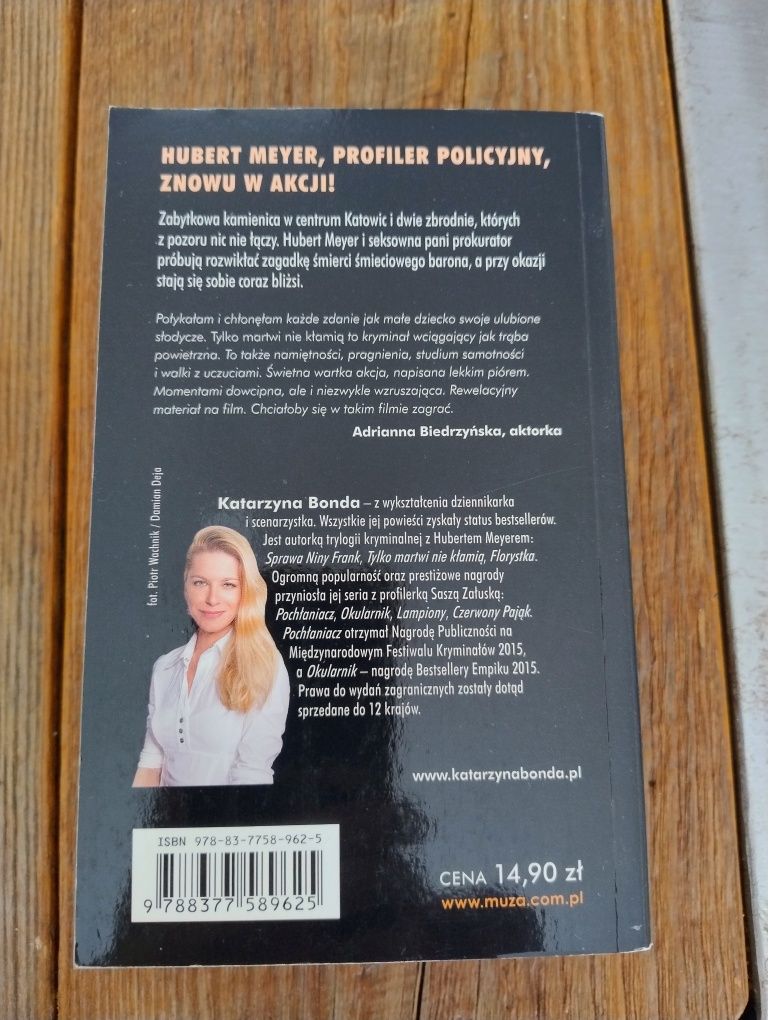 HUBERT MEYER, PROFILER POLICYJNY,
ZNOWU W AKCJI!
Zabytkowa kamienica w centrum Katowic i dwie zbrodnie, których
z pozoru nic nie łączy. Hubert Meyer i seksowna pani prokurator
próbują rozwikłać zagadkę śmierci śmieciowego barona, a przy okazji
stają się sobie coraz bliżsi.
Połykałam i chłonęłam każde zdanie jak małe dziecko swoje ulubione
słodycze. Tylko martwi nie kłamią to kryminał wciągający jak trąba
powietrzna. To także namiętności, pragnienia, studium samotności
i walki z uczuciami. Świetna wartka akcja, napisana lekkim piórem.
Momentami dowcipna, ale i niezwykle wzruszająca. Rewelacyjny
materiał na film. Chciałoby się w takim filmie zagrać.
Adrianna Biedrzyńska, aktorka
fot. Piotr Wachnik / Damian Deja
Katarzyna Bonda – z wykształcenia dziennikarka
i scenarzystka. Wszystkie jej powieści zyskały status bestsellerów.
Jest autorką trylogii kryminalnej z Hubertem Meyerem:
Sprawa Niny Frank, Tylko martwi nie kłamią, Florystka.
Ogromną popularność oraz prestiżowe nagrody
przyniosła jej seria z profilerką Saszą Załuską:
Pochłaniacz, Okularnik, Lampiony, Czerwony Pająk.
Pochłaniacz otrzymał Nagrodę Publiczności na
Międzynarodowym Festiwalu Kryminałów 2015,
a Okularnik – nagrodę Bestsellery Empiku 2015.
Prawa do wydań zagranicznych zostały dotąd
sprzedane do 12 krajów.
www.katarzynabonda.pl
ISBN 978-83-7758-962-5
9 788377 589625
CENA 14,90 zł
www.muza.com.pl